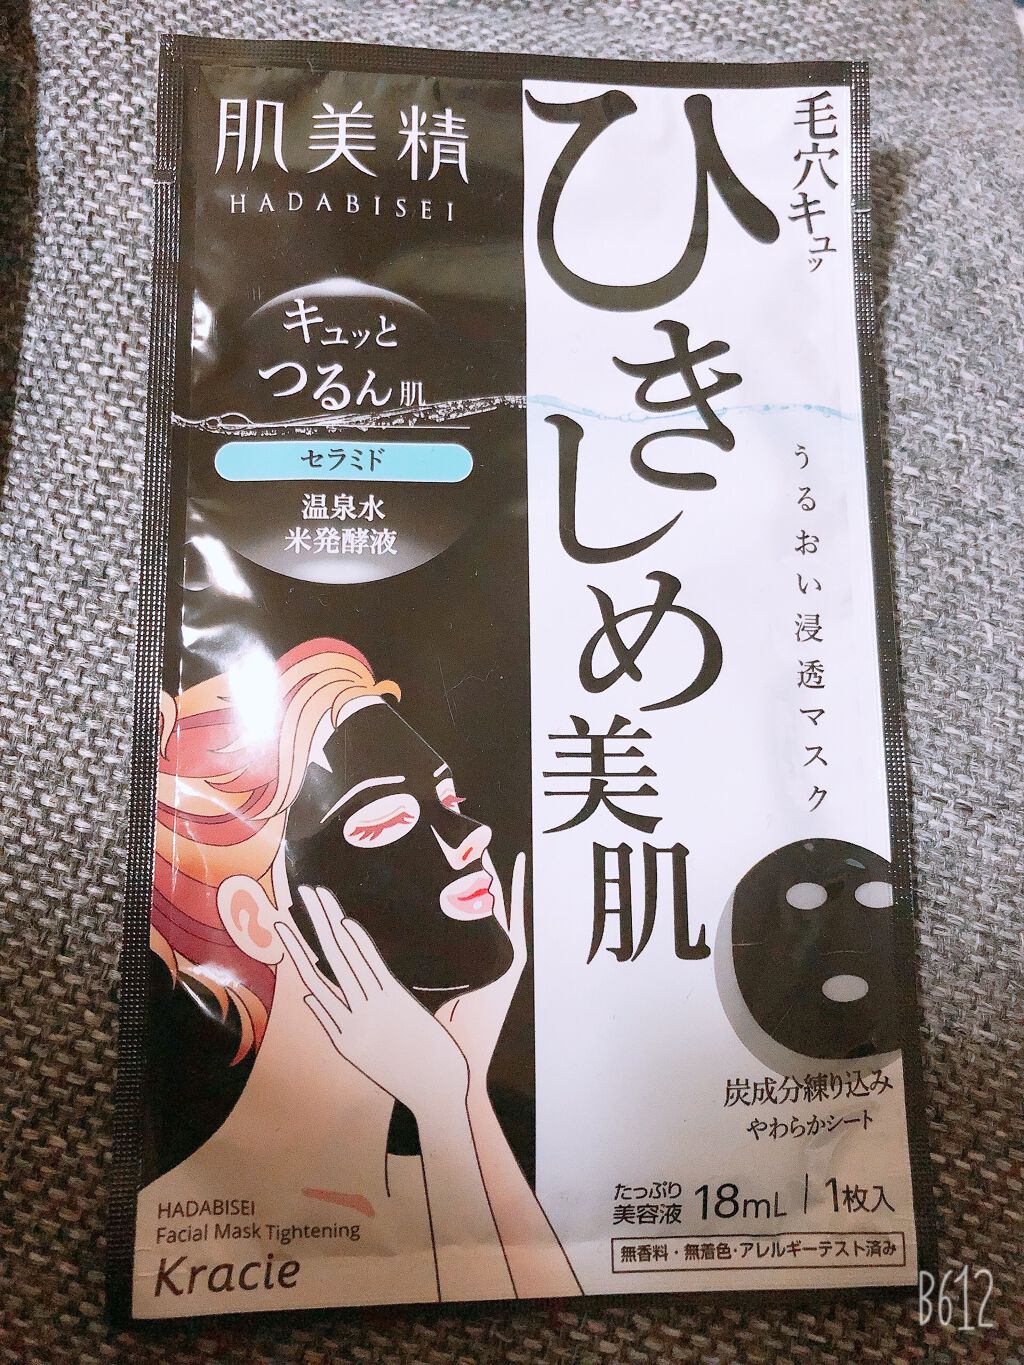 肌美精
HADABISEI
キュッと
つるん肌
セラミド
温泉水
米発酵液
毛穴キュッ
ひきしめ美肌
うるおい浸透マスク
炭成分練り込み
やわらかシート
たっぷり
美容液 18mL 1枚入
無香料・無着色・アレルギーテスト済み
HADABISEI
Facial Mask Tightening
Kracie
B612